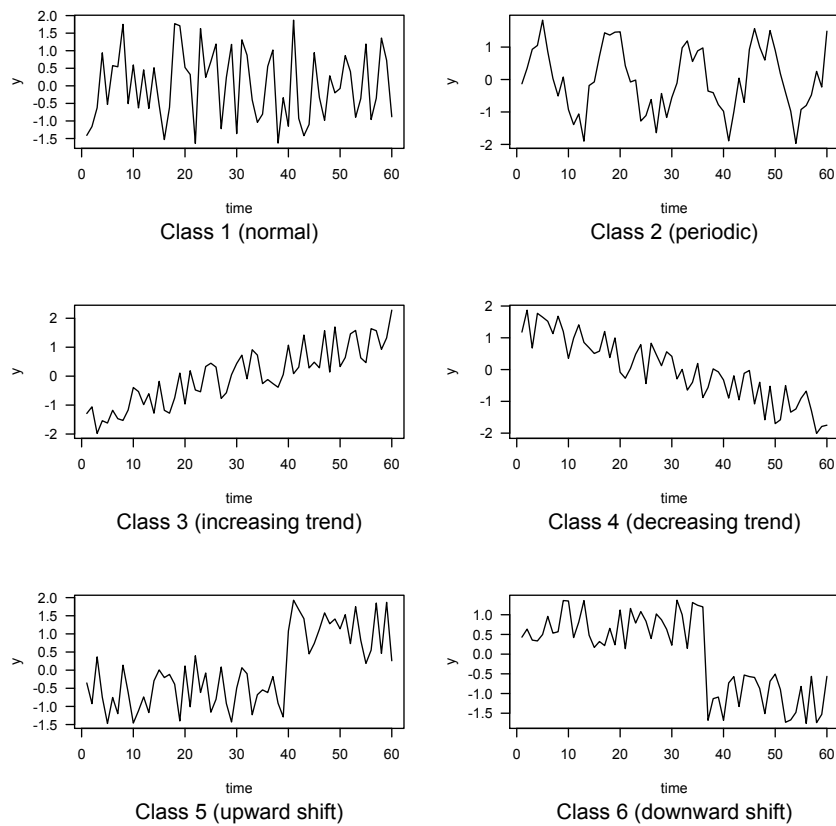 2.0
1.5
1.0
0.5
0.0
-0.5
-1.0
-1.5
y
0 10 20 30 40 50 60
time
Class 1 (normal)
1
0
-1
-2
y
0 10 20 30 40 50 60
time
Class 2 (periodic)
2
1
0
-1
-2
y
0 10 20 30 40 50 60
time
Class 3 (increasing trend)
2
1
0
-1
-2
y
0 10 20 30 40 50 60
time
Class 4 (decreasing trend)
2.0
1.5
1.0
0.5
0.0
-0.5
-1.0
-1.5
y
0 10 20 30 40 50 60
time
Class 5 (upward shift)
1.0
0.5
0.0
-0.5
-1.0
-1.5
y
0 10 20 30 40 50 60
time
Class 6 (downward shift)